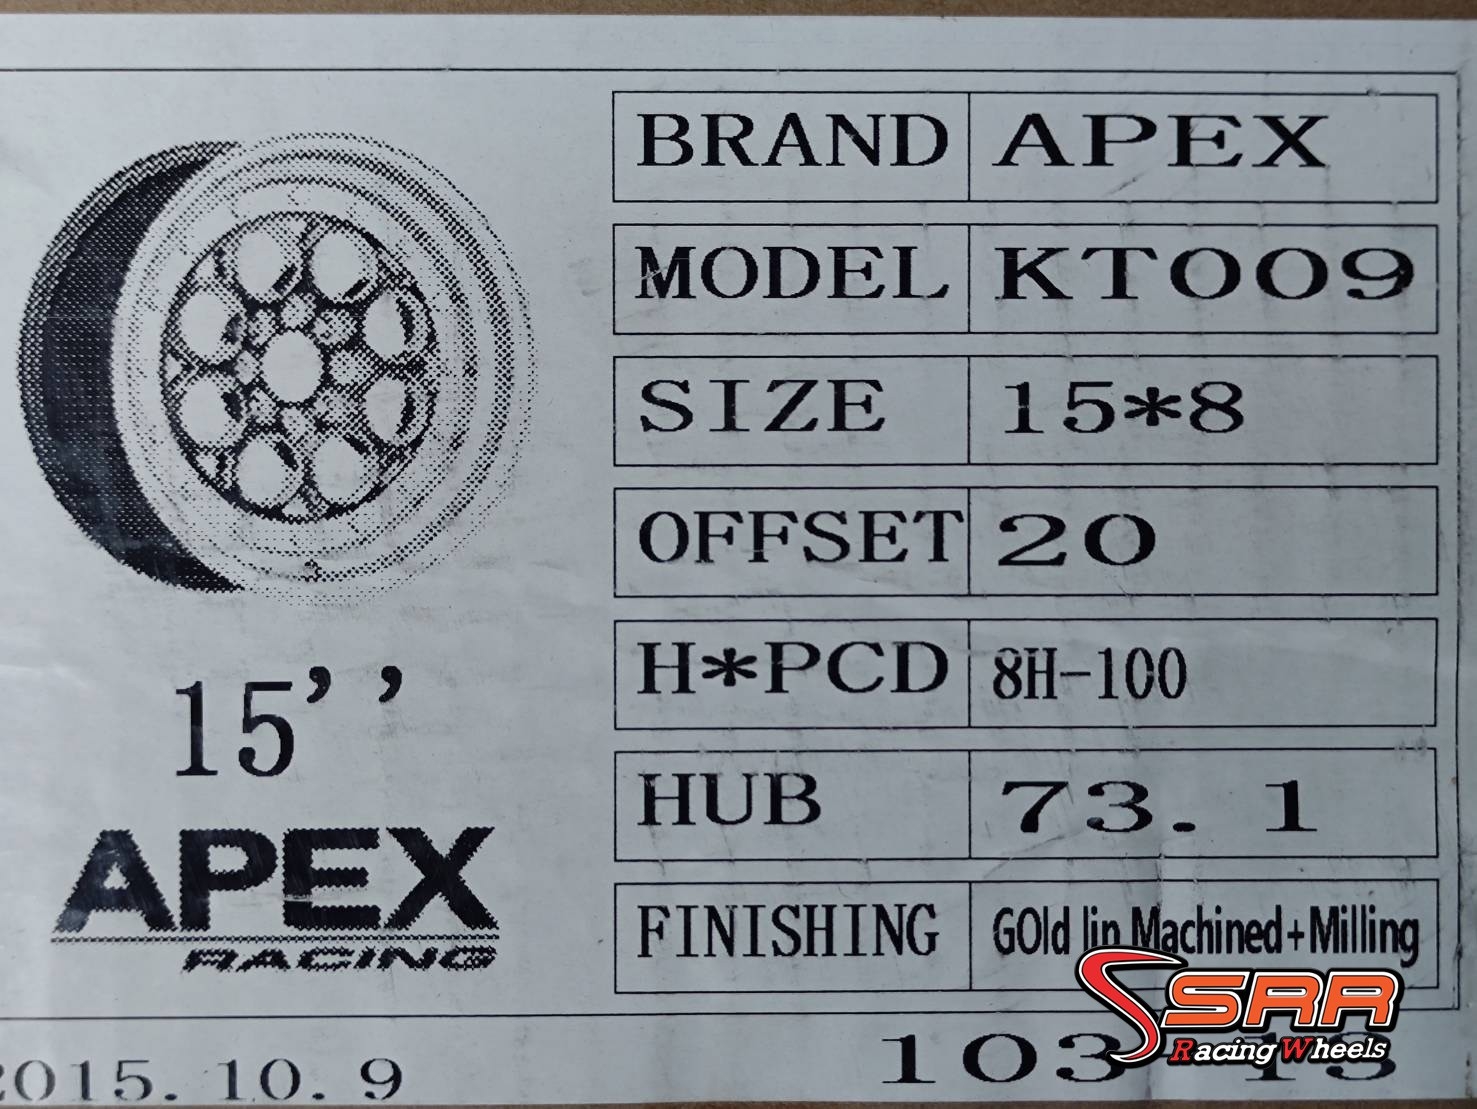 BRAND APEX
MODEL KT009
SIZE 15*8
OFFSET 20
H*PCD 8H-100
HUB 73.1
FINISHING GOld lip Machined+Milling
15’’
APEX
RACING
2015.10.9
SRR
Racing Wheels